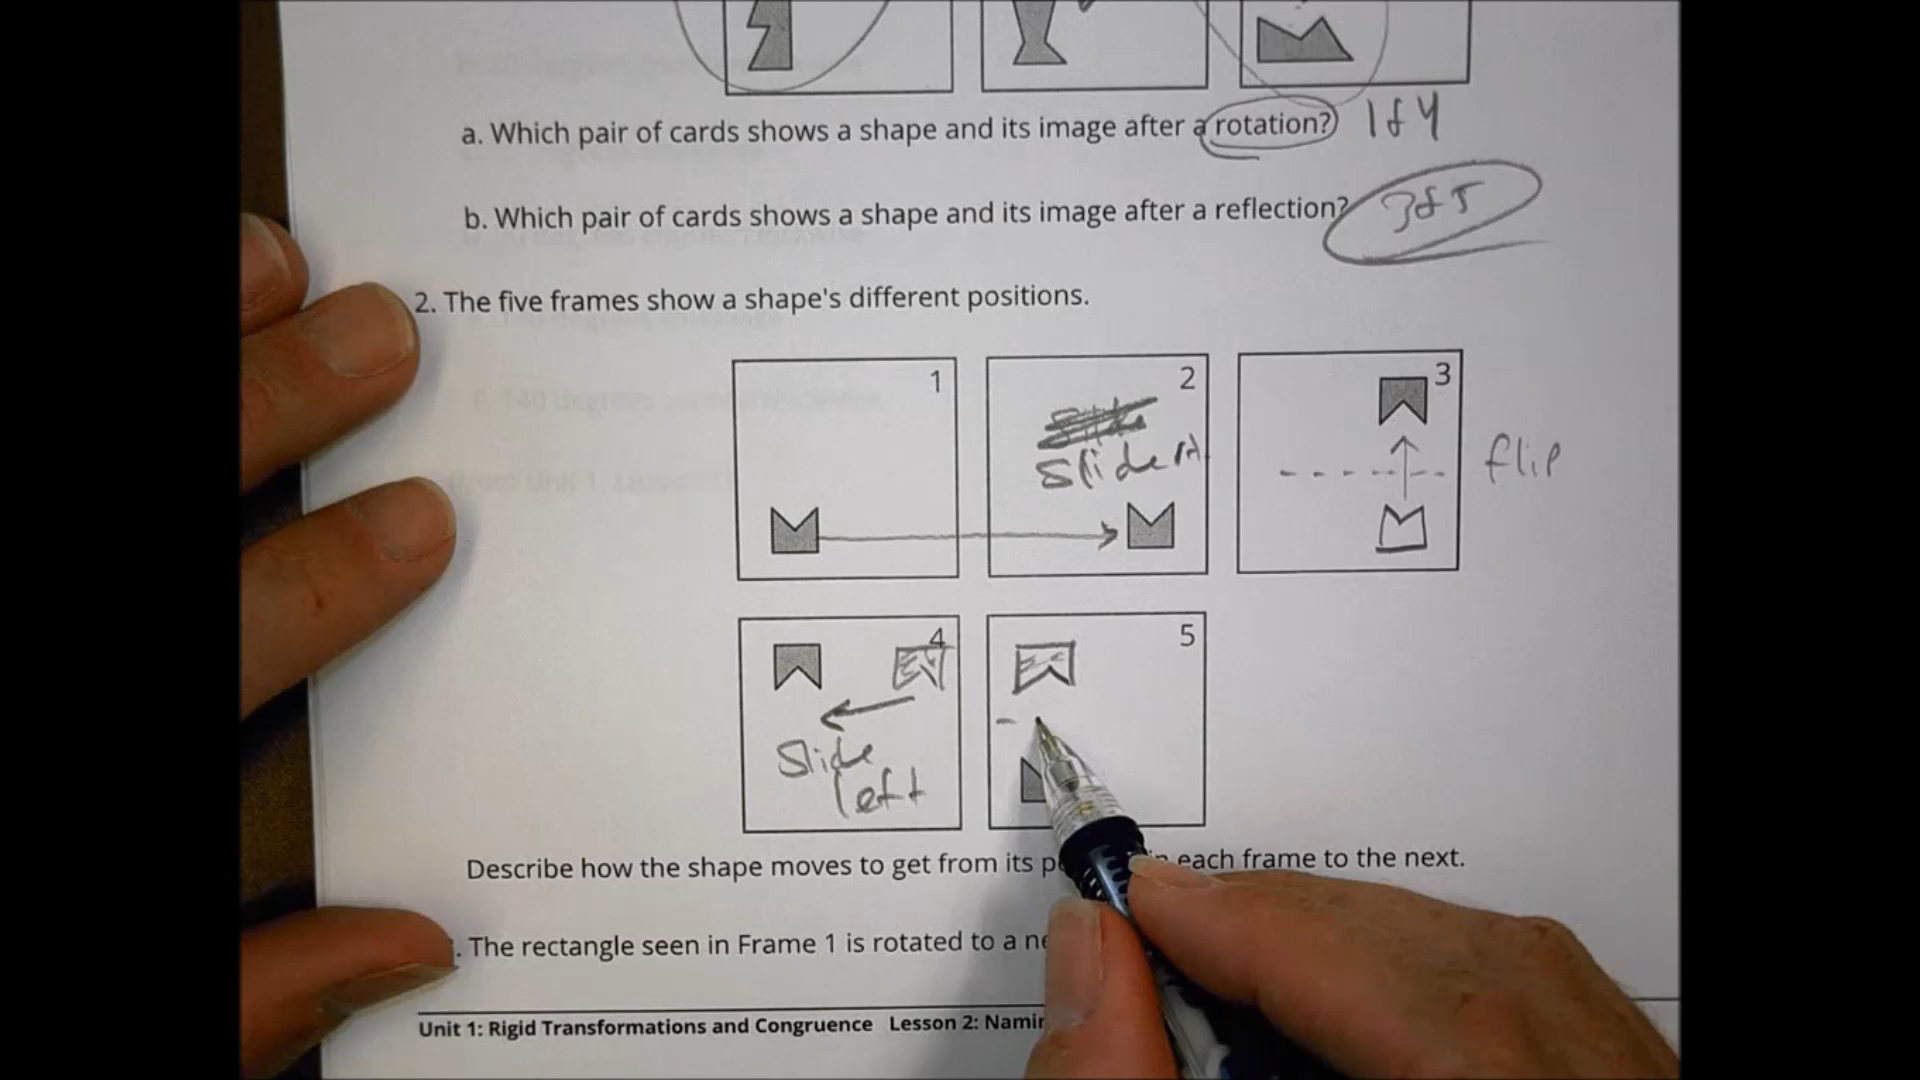 a. Which pair of cards shows a shape and its image after a rotation? 1 & 4
b. Which pair of cards shows a shape and its image after a reflection? 3 & 5
2. The five frames show a shape's different positions.
1
2
3
Slide
Slide rt.
flip
4
5
Slide
left
Describe how the shape moves to get from its in each frame to the next.
. The rectangle seen in Frame 1 is rotated to a
Unit 1: Rigid Transformations and Congruence Lesson 2: